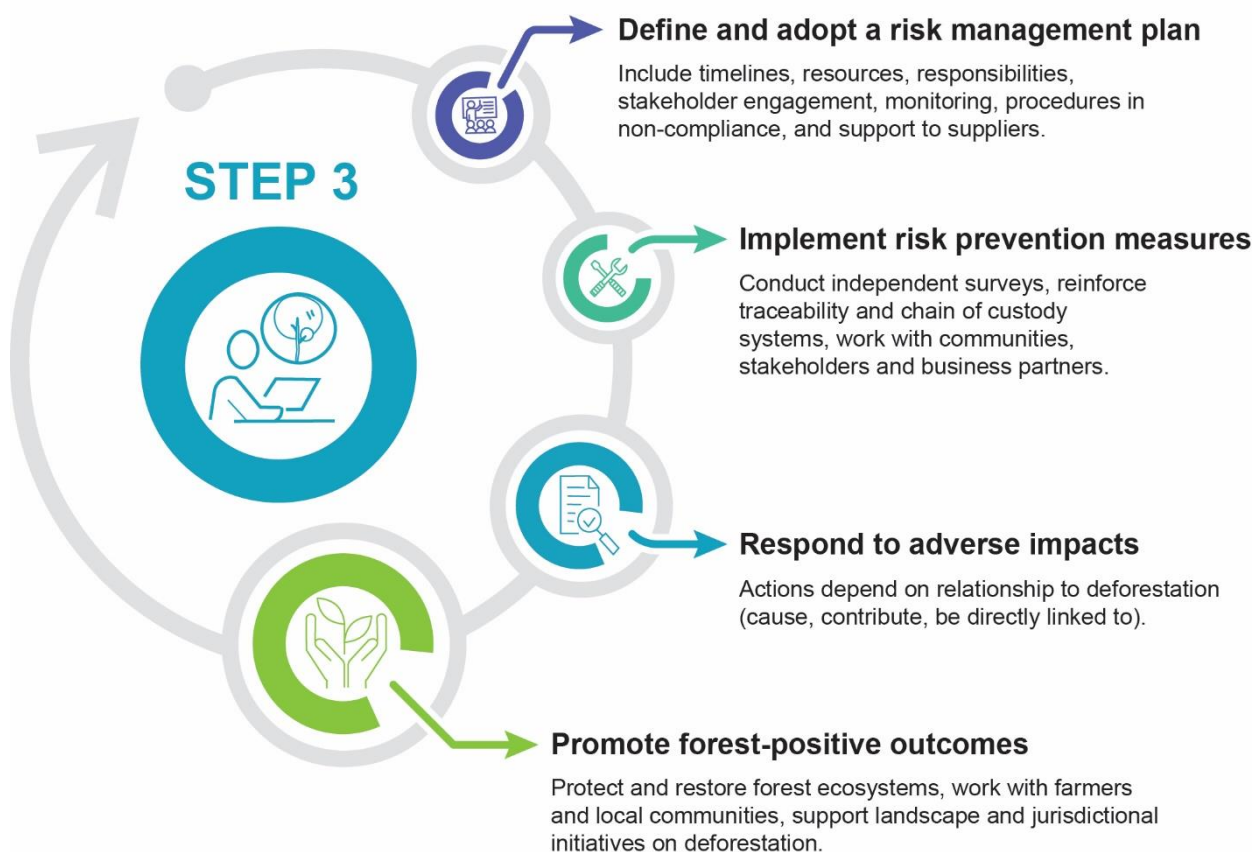 Define and adopt a risk management plan
Include timelines, resources, responsibilities,
stakeholder engagement, monitoring, procedures in
non-compliance, and support to suppliers.
STEP 3
Implement risk prevention measures
Conduct independent surveys, reinforce
traceability and chain of custody
systems, work with communities,
stakeholders and business partners.
Respond to adverse impacts
Actions depend on relationship to deforestation
(cause, contribute, be directly linked to).
Promote forest-positive outcomes
Protect and restore forest ecosystems, work with farmers
and local communities, support landscape and jurisdictional
initiatives on deforestation.